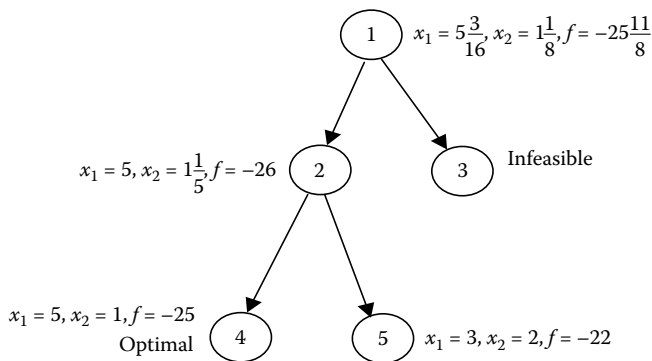 1
x₁ = 5 3/16, x₂ = 1 1/8, f = −25 11/8
2
x₁ = 5, x₂ = 1 1/5, f = −26
3
Infeasible
4
x₁ = 5, x₂ = 1, f = −25
Optimal
5
x₁ = 3, x₂ = 2, f = −22